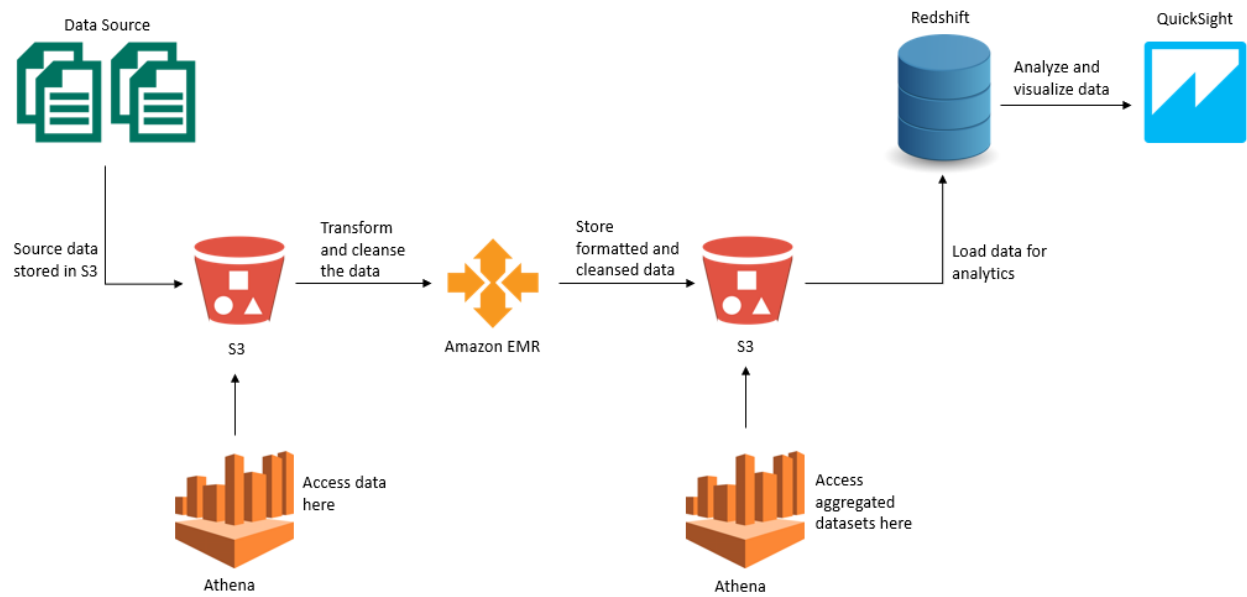 Data Source
Redshift
QuickSight
Analyze and
visualize data
Source data
stored in S3
Transform
and cleanse
the data
Store
formatted and
cleansed data
Load data for
analytics
S3
Amazon EMR
S3
Access data
here
Access
aggregated
datasets here
Athena
Athena